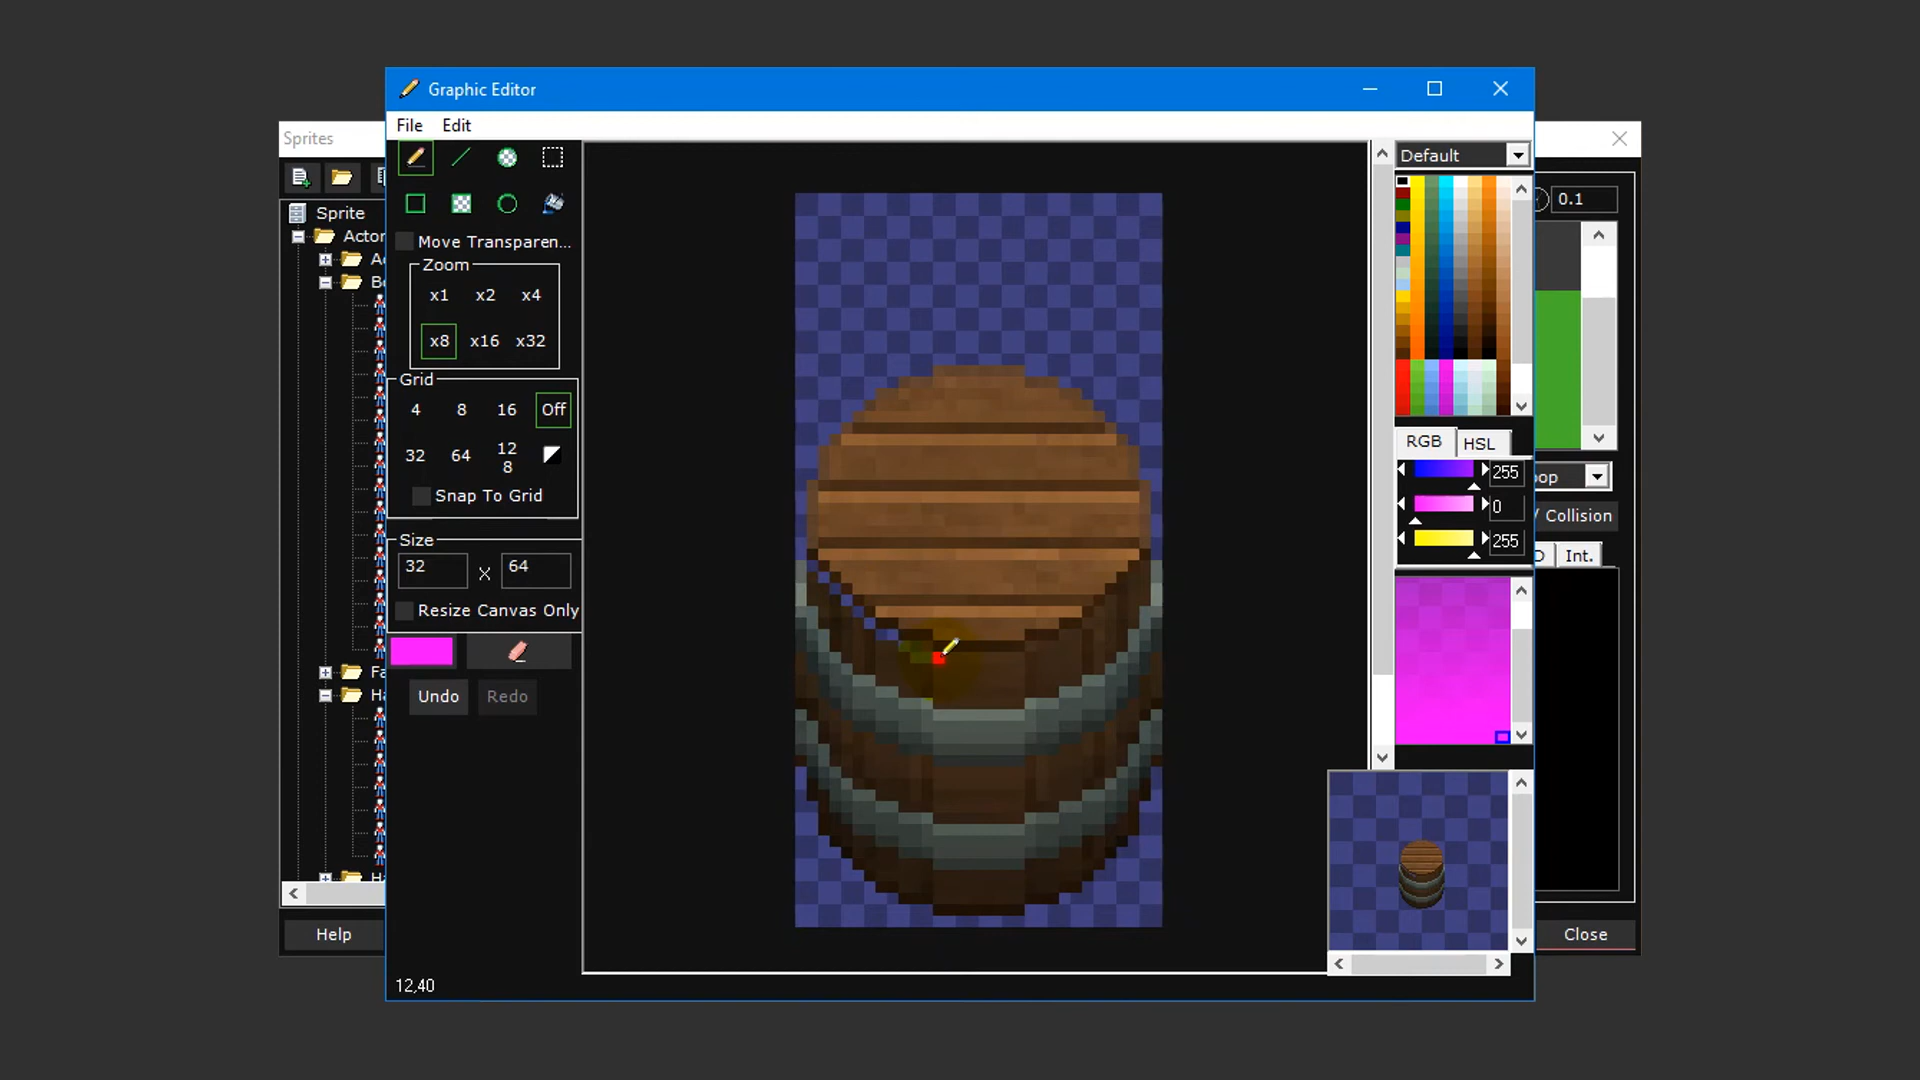 Graphic Editor
File Edit
Sprites
Default
0.1
Sprite
Actor
Move Transparen...
Zoom
x1 x2 x4
x8 x16 x32
Grid
4 8 16 Off
32 64 128
Snap To Grid
RGB HSL
255
0
255
Collision
Int.
Size
32 X 64
Resize Canvas Only
Undo Redo
Help
Close
12,40